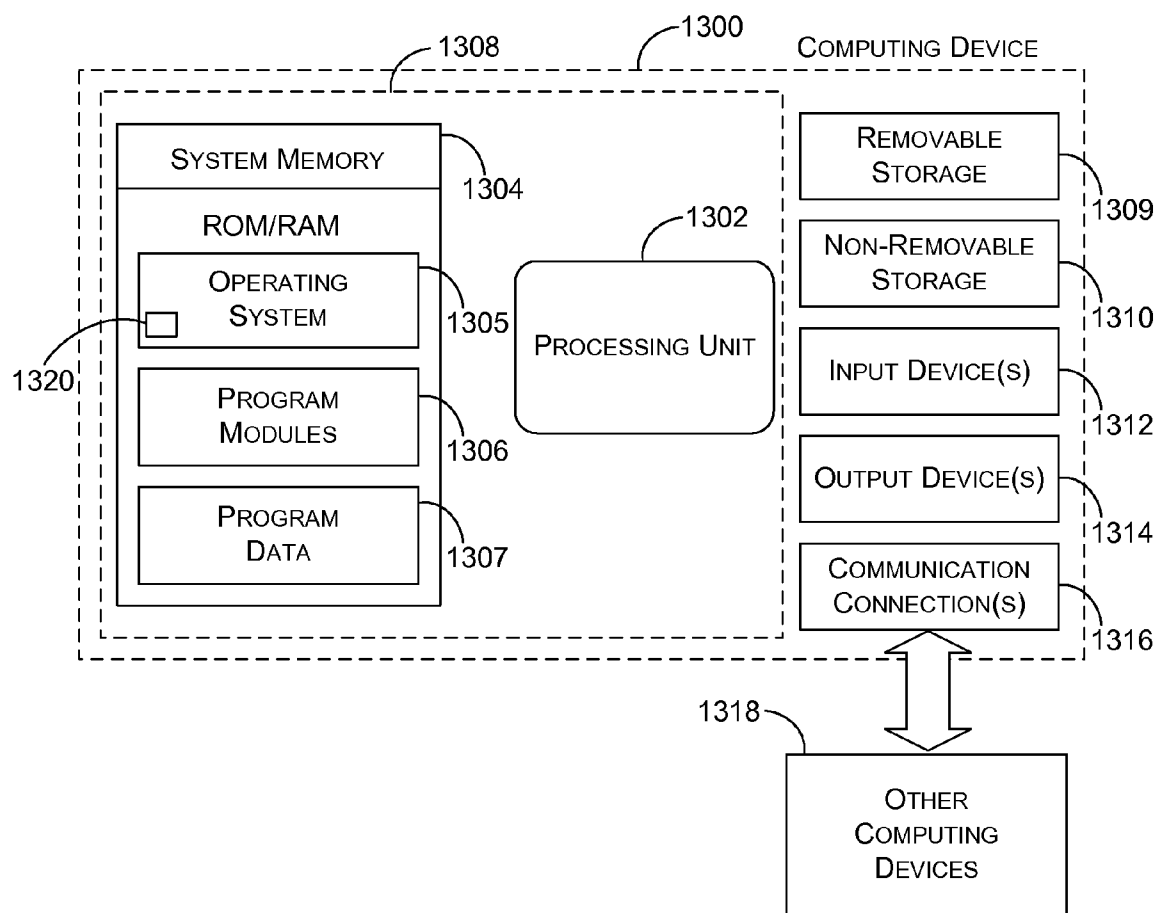 1300
COMPUTING DEVICE
1308
SYSTEM MEMORY
1304
ROM/RAM
OPERATING
SYSTEM
1305
1320
PROGRAM
MODULES
1306
PROGRAM
DATA
1307
1302
PROCESSING UNIT
REMOVABLE
STORAGE
1309
NON-REMOVABLE
STORAGE
1310
INPUT DEVICE(S)
1312
OUTPUT DEVICE(S)
1314
COMMUNICATION
CONNECTION(S)
1316
1318
OTHER
COMPUTING
DEVICES